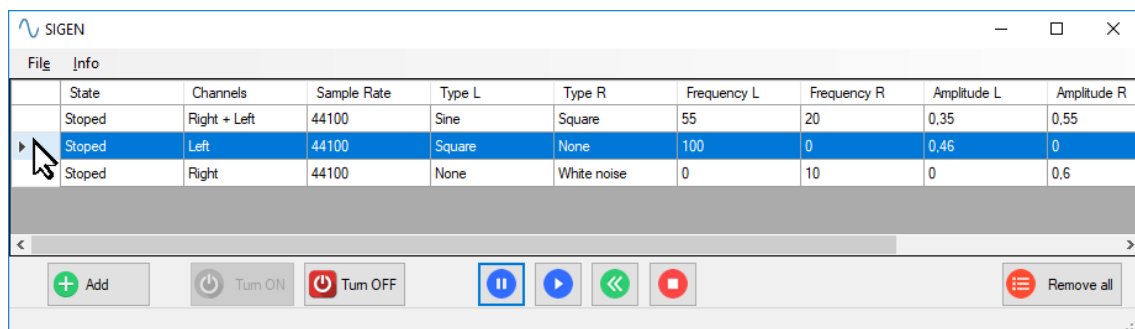 SIGEN
File Info
State Channels Sample Rate Type L Type R Frequency L Frequency R Amplitude L Amplitude R
Stoped Right + Left 44100 Sine Square 55 20 0,35 0,55
Stoped Left 44100 Square None 100 0 0,46 0
Stoped Right 44100 None White noise 0 10 0 0,6
Add Turn ON Turn OFF Remove all